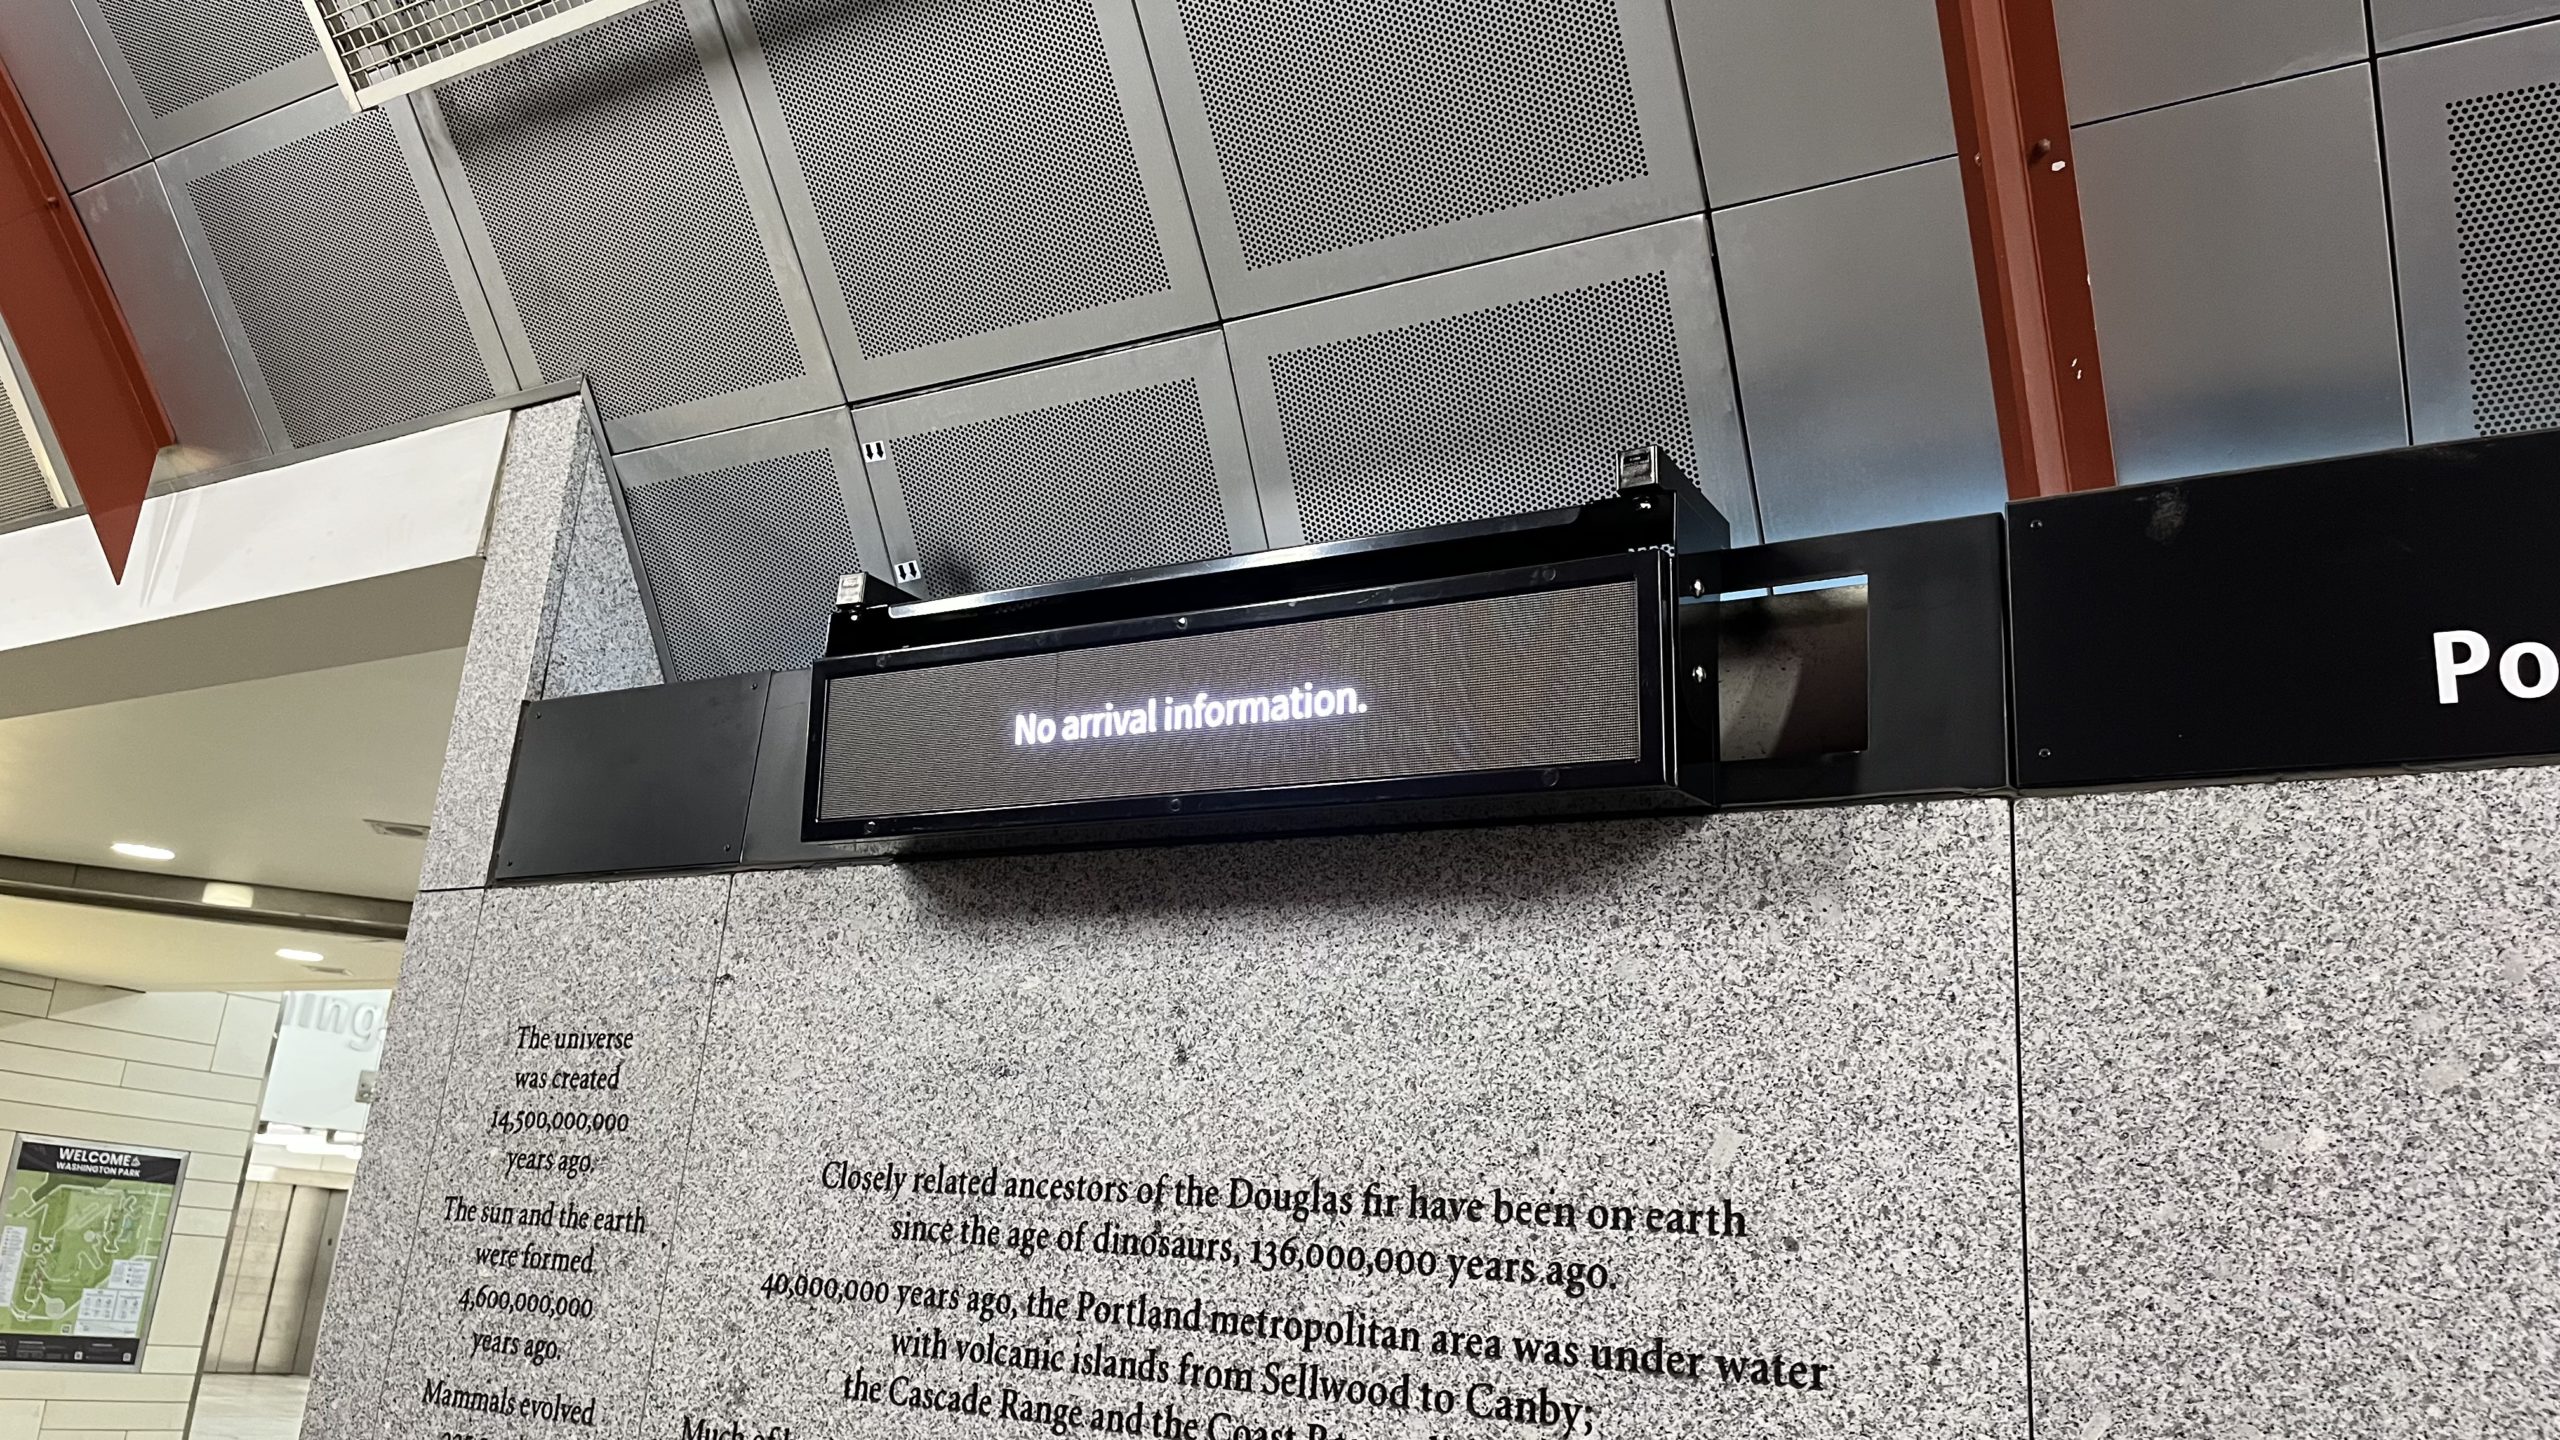 No arrival information.
Po
The universe
was created
14,500,000,000
years ago.
The sun and the earth
were formed
4,600,000,000
years ago.
Mammals evolved
Closely related ancestors of the Douglas fir have been on earth
since the age of dinosaurs, 136,000,000 years ago.
40,000,000 years ago, the Portland metropolitan area was under water
with volcanic islands from Sellwood to Canby;
the Cascade Range and the Coast
Much of
WELCOME
WASHINGTON PARK
ling